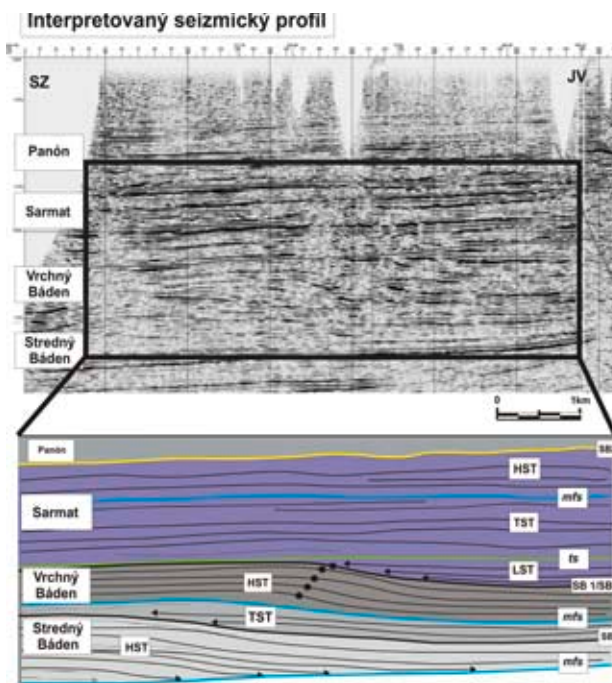 Interpretovaný seizmický profil
SZ
JV
Panón
Sarmat
Vrchný
Báden
Stredný
Báden
0
1km
Panón
SB
HST
mfs
Sarmat
TST
ts
LST
Vrchný
Báden
HST
SB 1/SB
TST
mfs
Stredný
Báden
SB
HST
mfs